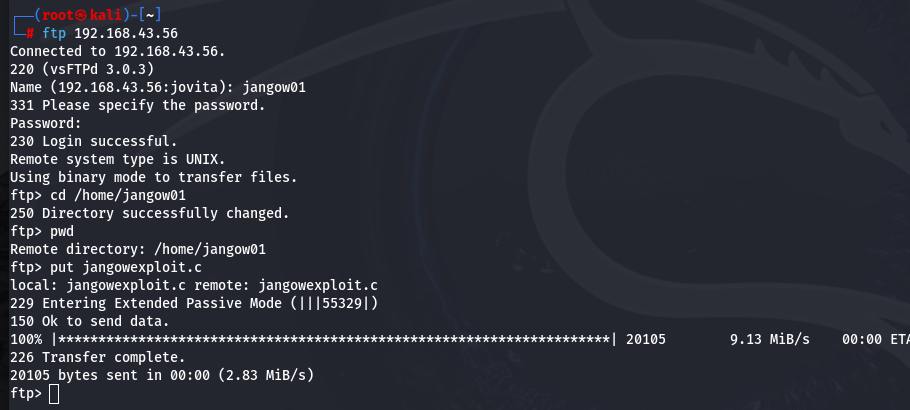 ┌──(root㉿kali)-[~]
└─# ftp 192.168.43.56
Connected to 192.168.43.56.
220 (vsFTPd 3.0.3)
Name (192.168.43.56:jovita): jangow01
331 Please specify the password.
Password:
230 Login successful.
Remote system type is UNIX.
Using binary mode to transfer files.
ftp> cd /home/jangow01
250 Directory successfully changed.
ftp> pwd
Remote directory: /home/jangow01
ftp> put jangowexploit.c
local: jangowexploit.c remote: jangowexploit.c
229 Entering Extended Passive Mode (|||55329|)
150 Ok to send data.
100% |*********************************************************************| 20105        9.13 MiB/s    00:00 ETA
226 Transfer complete.
20105 bytes sent in 00:00 (2.83 MiB/s)
ftp>